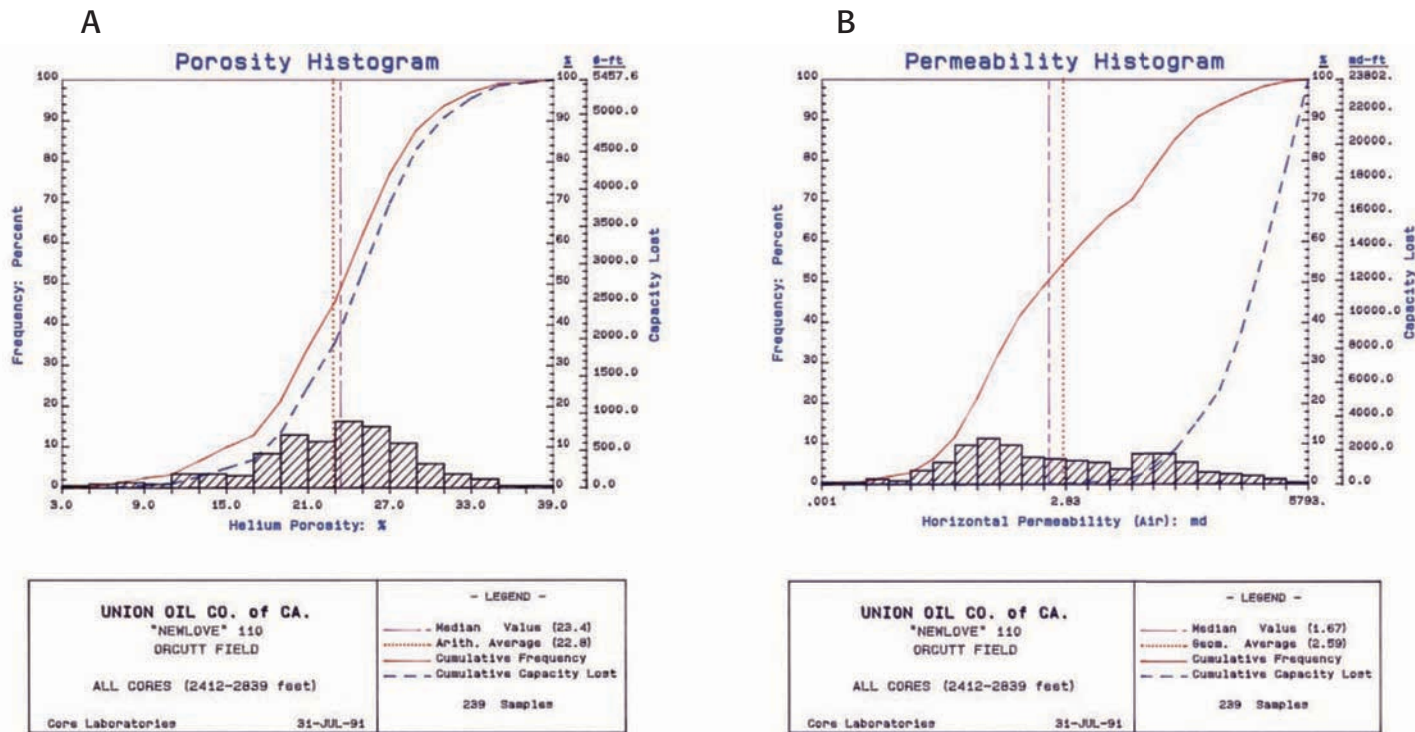 A
Porosity Histogram
% ø-ft
100 100 5457.6
90 90 5000.0
80 80 4500.0
4000.0
70 70 3500.0
60 60
3000.0
50 50
2500.0
40 40 2000.0
30 30 1500.0
20 20 1000.0
10 10 500.0
0 0 0.0
Frequency: Percent
Capacity Lost
3.0 9.0 15.0 21.0 27.0 33.0 39.0
Helium Porosity: %
UNION OIL CO. of CA.
"NEWLOVE" 110
ORCUTT FIELD
ALL CORES (2412-2839 feet)
Core Laboratories 31-JUL-91
- LEGEND -
Median Value (23.4)
Arith. Average (22.8)
Cumulative Frequency
Cumulative Capacity Lost
239 Samples
B
Permeability Histogram
% md-ft
100 100 23802.
90 90 22000.
20000.
80 80
18000.
70 70 16000.
60 60 14000.
50 50 12000.
40 40 10000.
30 30 8000.0
6000.0
20 20
4000.0
10 10 2000.0
0 0 0.0
Frequency: Percent
Capacity Lost
.001 2.83 5793.
Horizontal Permeability (Air): md
UNION OIL CO. of CA.
"NEWLOVE" 110
ORCUTT FIELD
ALL CORES (2412-2839 feet)
Core Laboratories 31-JUL-91
- LEGEND -
Median Value (1.67)
Geom. Average (2.59)
Cumulative Frequency
Cumulative Capacity Lost
239 Samples